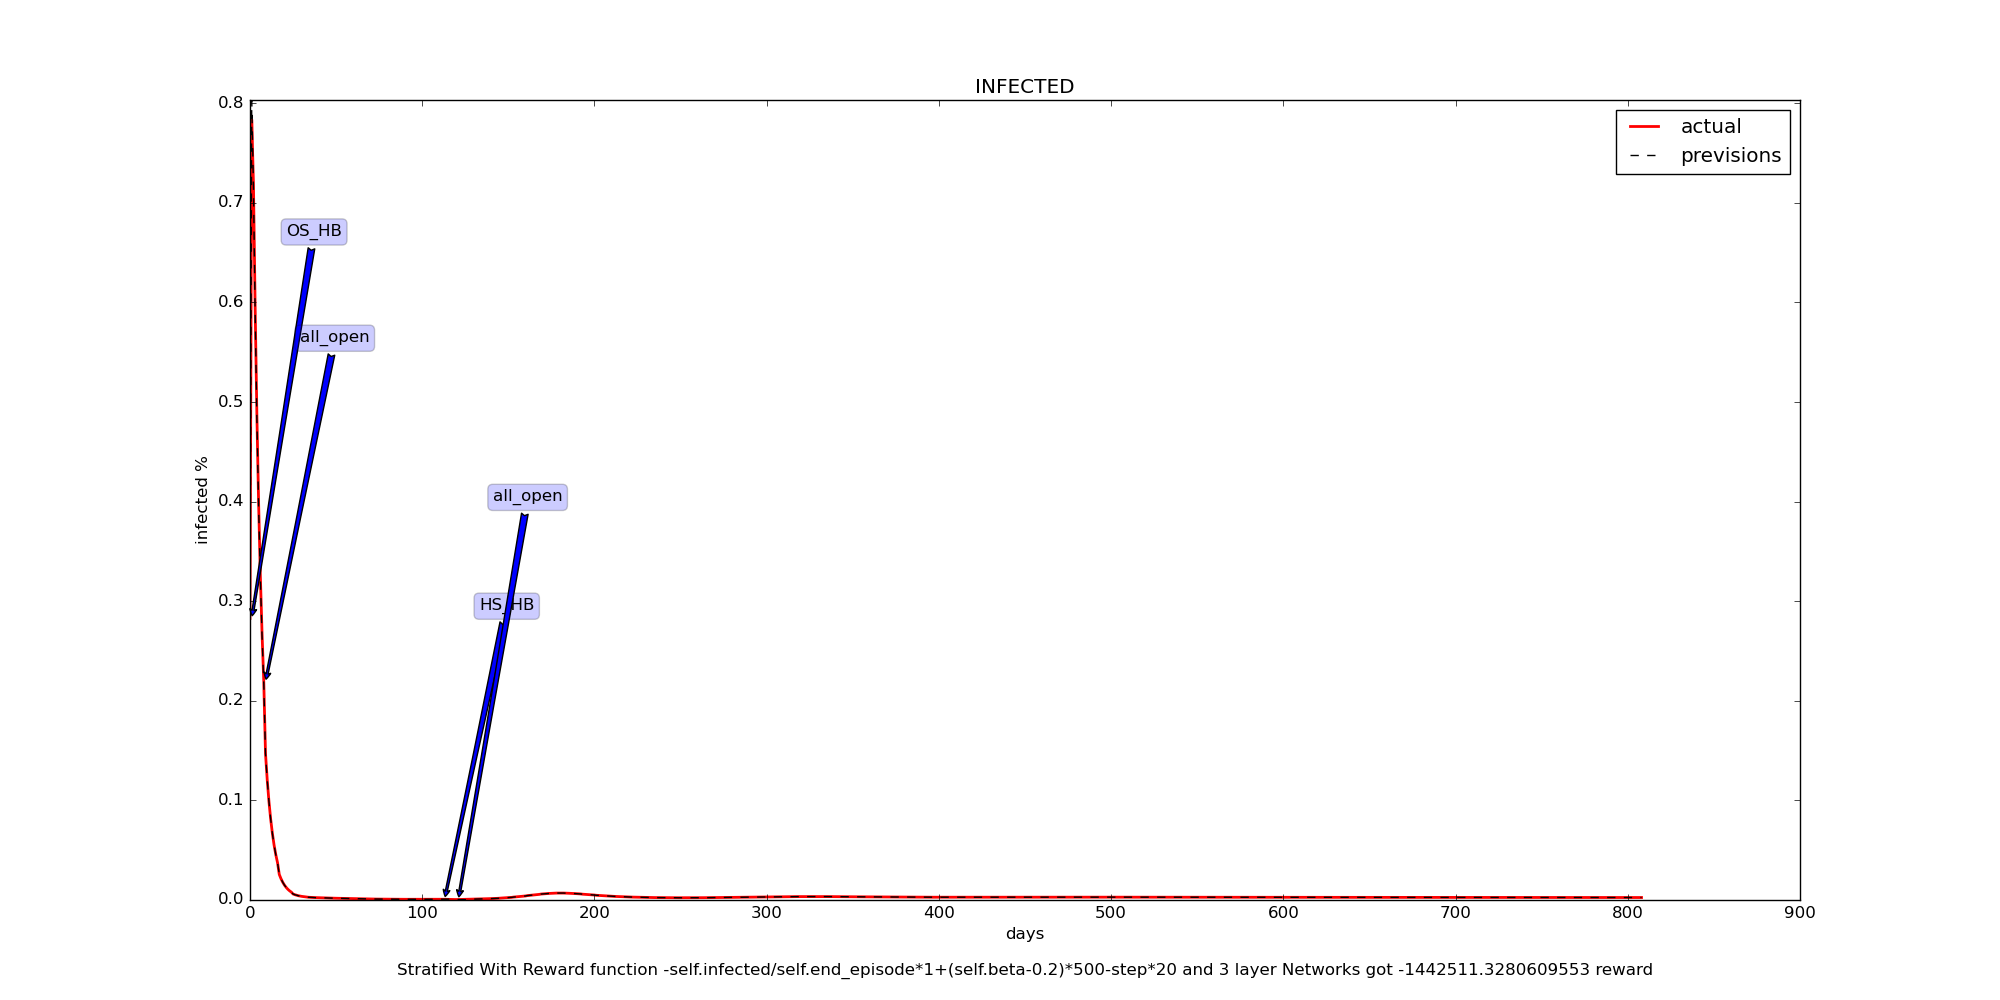 INFECTED
actual
previsions
OS_HB
all_open
all_open
HS_HB
infected %
0.8
0.7
0.6
0.5
0.4
0.3
0.2
0.1
0.0
0 100 200 300 400 500 600 700 800 900
days
Stratified With Reward function -self.infected/self.end_episode*1+(self.beta-0.2)*500-step*20 and 3 layer Networks got -1442511.3280609553 reward